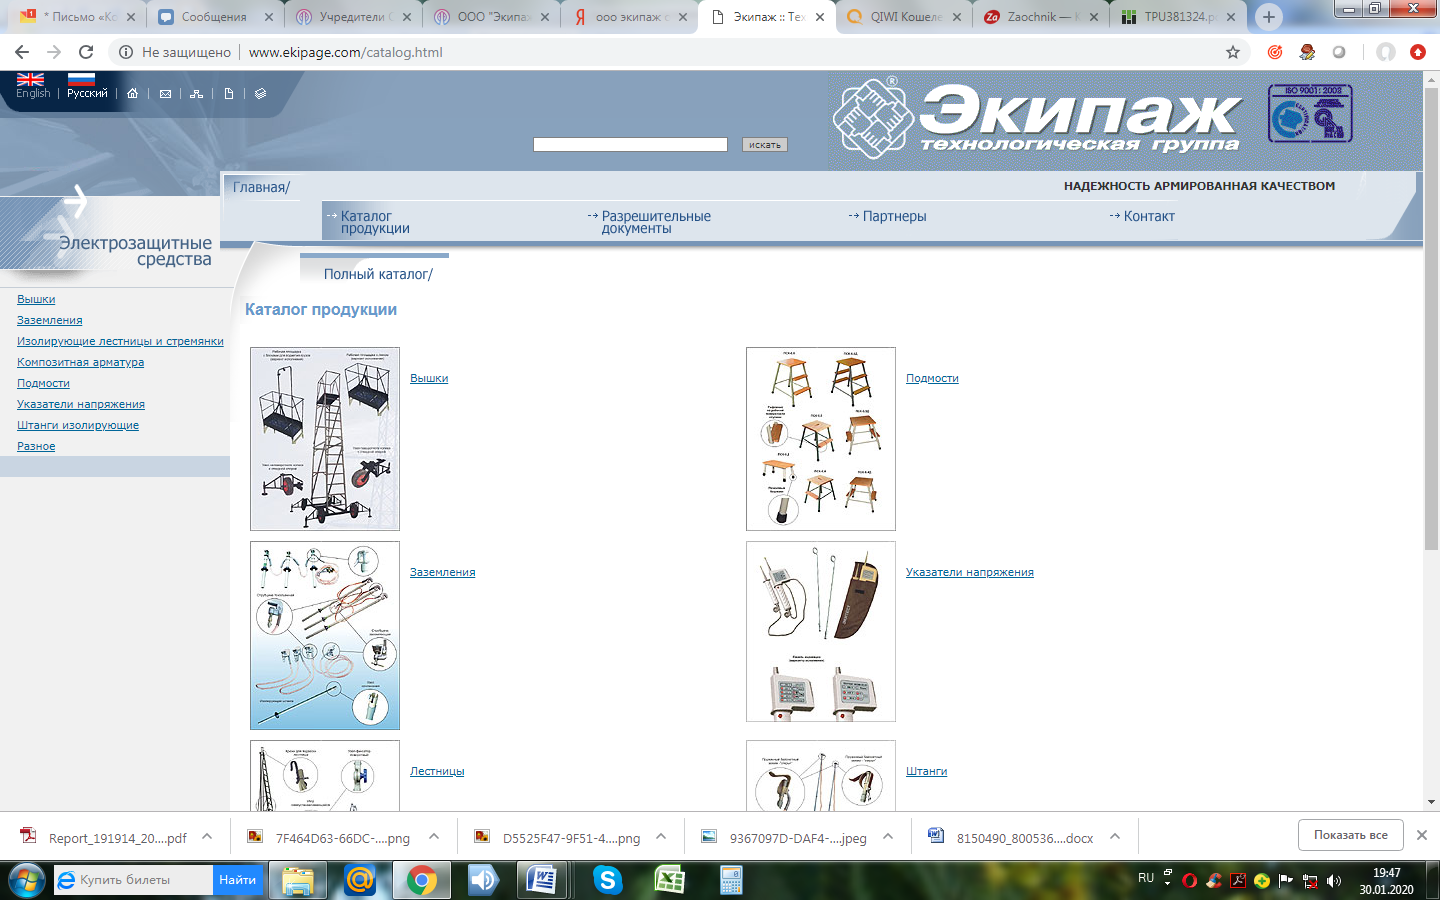 * Письмо «Ко
Сообщения
Учредители О
ООО "Экипаж
ооо экипаж о
Экипаж :: Тех
QIWI Кошеле
Zaochnik —
TPU381324.p
Не защищено
www.ekipage.com/catalog.html
English
Русский
искать
Экипаж
технологическая группа
ISO 9001: 2003
Главная/
НАДЕЖНОСТЬ АРМИРОВАННАЯ КАЧЕСТВОМ
Каталог
продукции
Разрешительные
документы
Партнеры
Контакт
Электрозащитные
средства
Полный каталог/
Вышки
Заземления
Изолирующие лестницы и стремянки
Композитная арматура
Подмости
Указатели напряжения
Штанги изолирующие
Разное
Каталог продукции
Вышки
Подмости
Заземления
Указатели напряжения
Лестницы
Штанги
Report_191914_20....pdf
7F464D63-66DC-....png
D5525F47-9F51-4....png
9367097D-DAF4-....jpeg
8150490_800536....docx
Показать все
Купить билеты
Найти
RU
19:47
30.01.2020